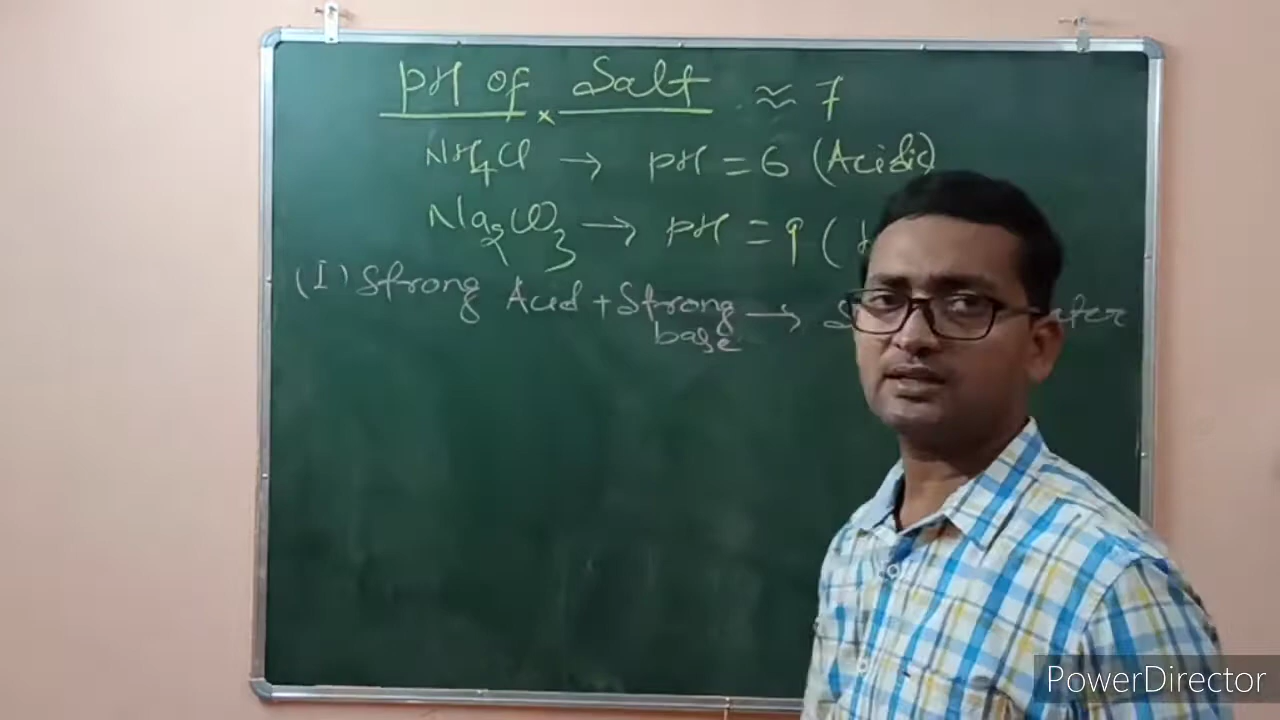 pH of Salt ≈ 7
NH4Cl → pH = 6 (Acidic)
Na2CO3 → pH = 9 (
(I) Strong Acid + Strong base →
PowerDirector